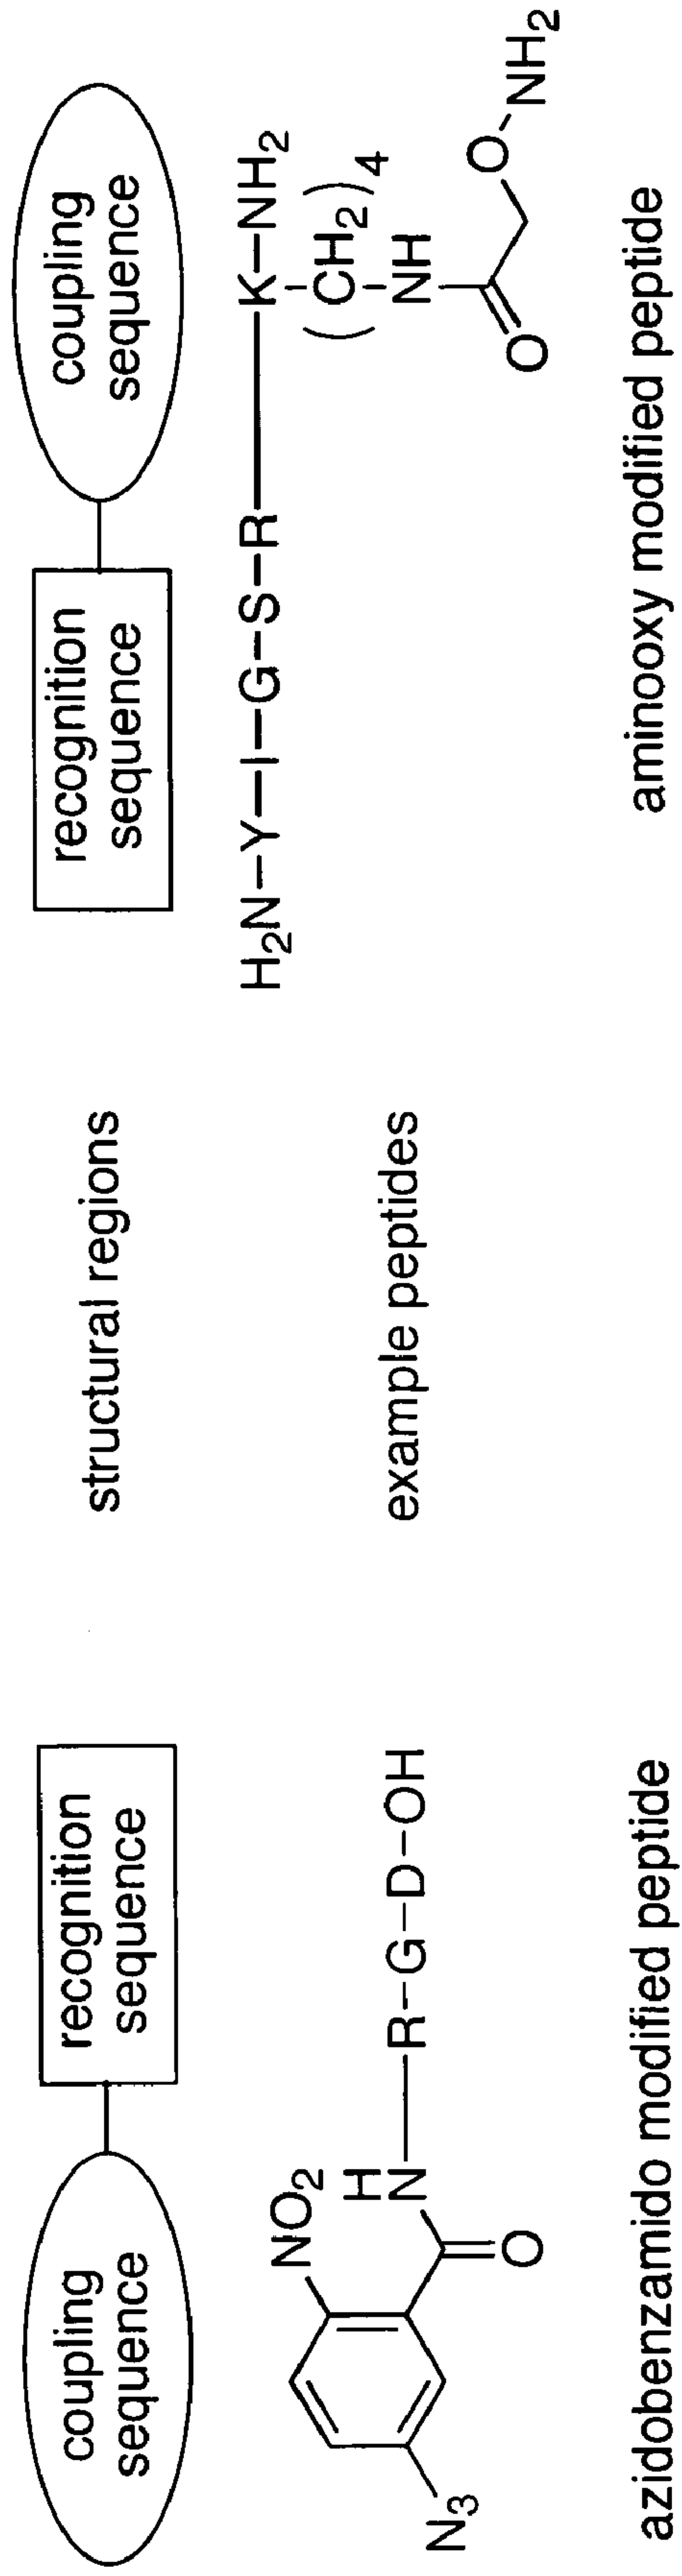 coupling
sequence
recognition
sequence
structural regions
recognition
sequence
coupling
sequence
N3
NO2
H
N
O
R–G–D–OH
example peptides
H2N–Y–I–G–S–R
K–NH2
(CH2)4
NH
O
O
NH2
azidobenzamido modified peptide
aminooxy modified peptide